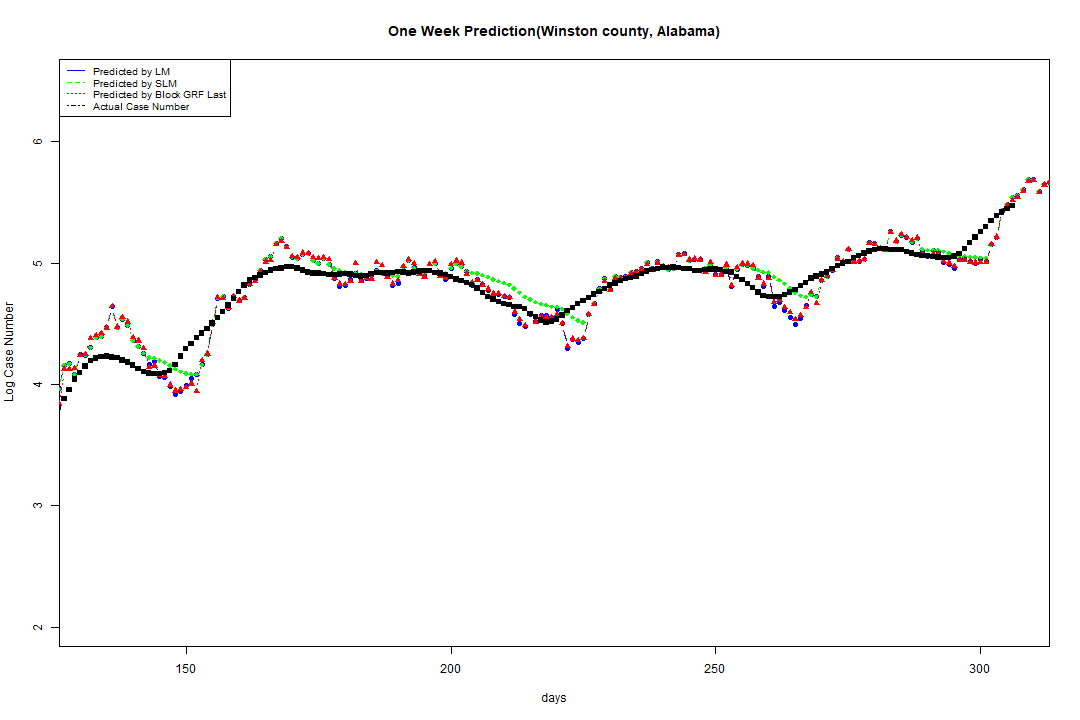 One Week Prediction(Winston county, Alabama)
Predicted by LM
Predicted by SLM
Predicted by Block GRF Last
Actual Case Number
6
5
4
3
2
Log Case Number
150
200
250
300
days